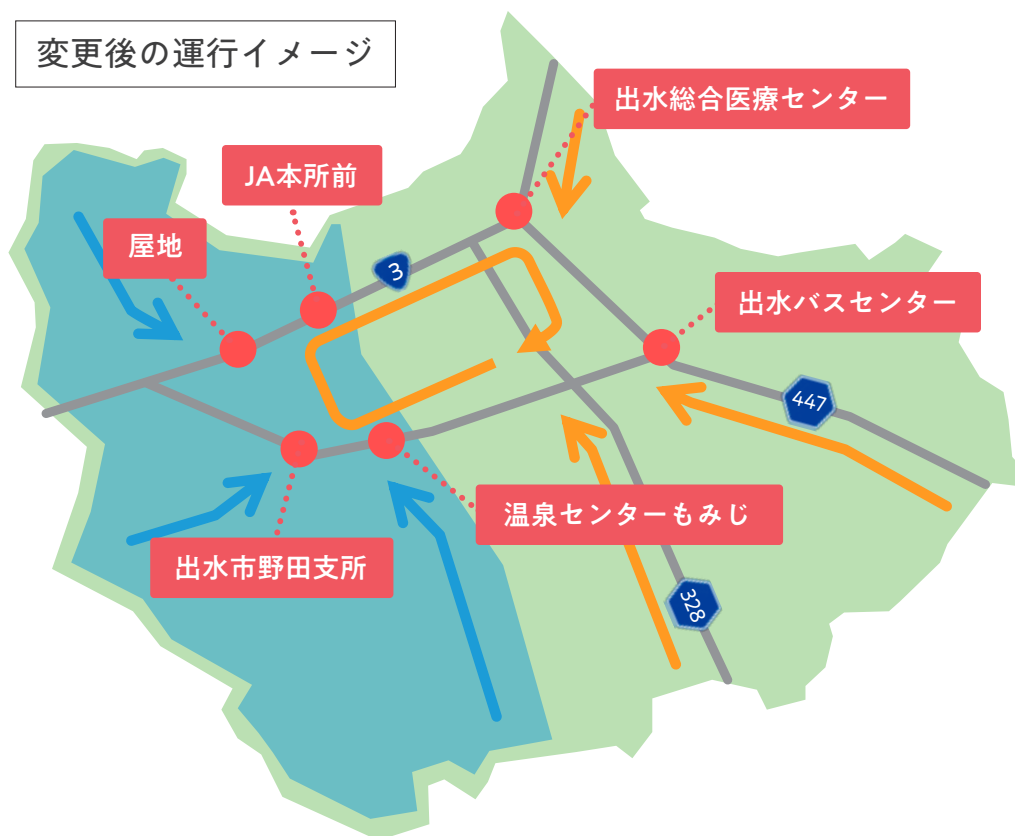 変更後の運行イメージ
出水総合医療センター
JA本所前
屋地
3
出水バスセンター
447
温泉センターもみじ
出水市野田支所
328